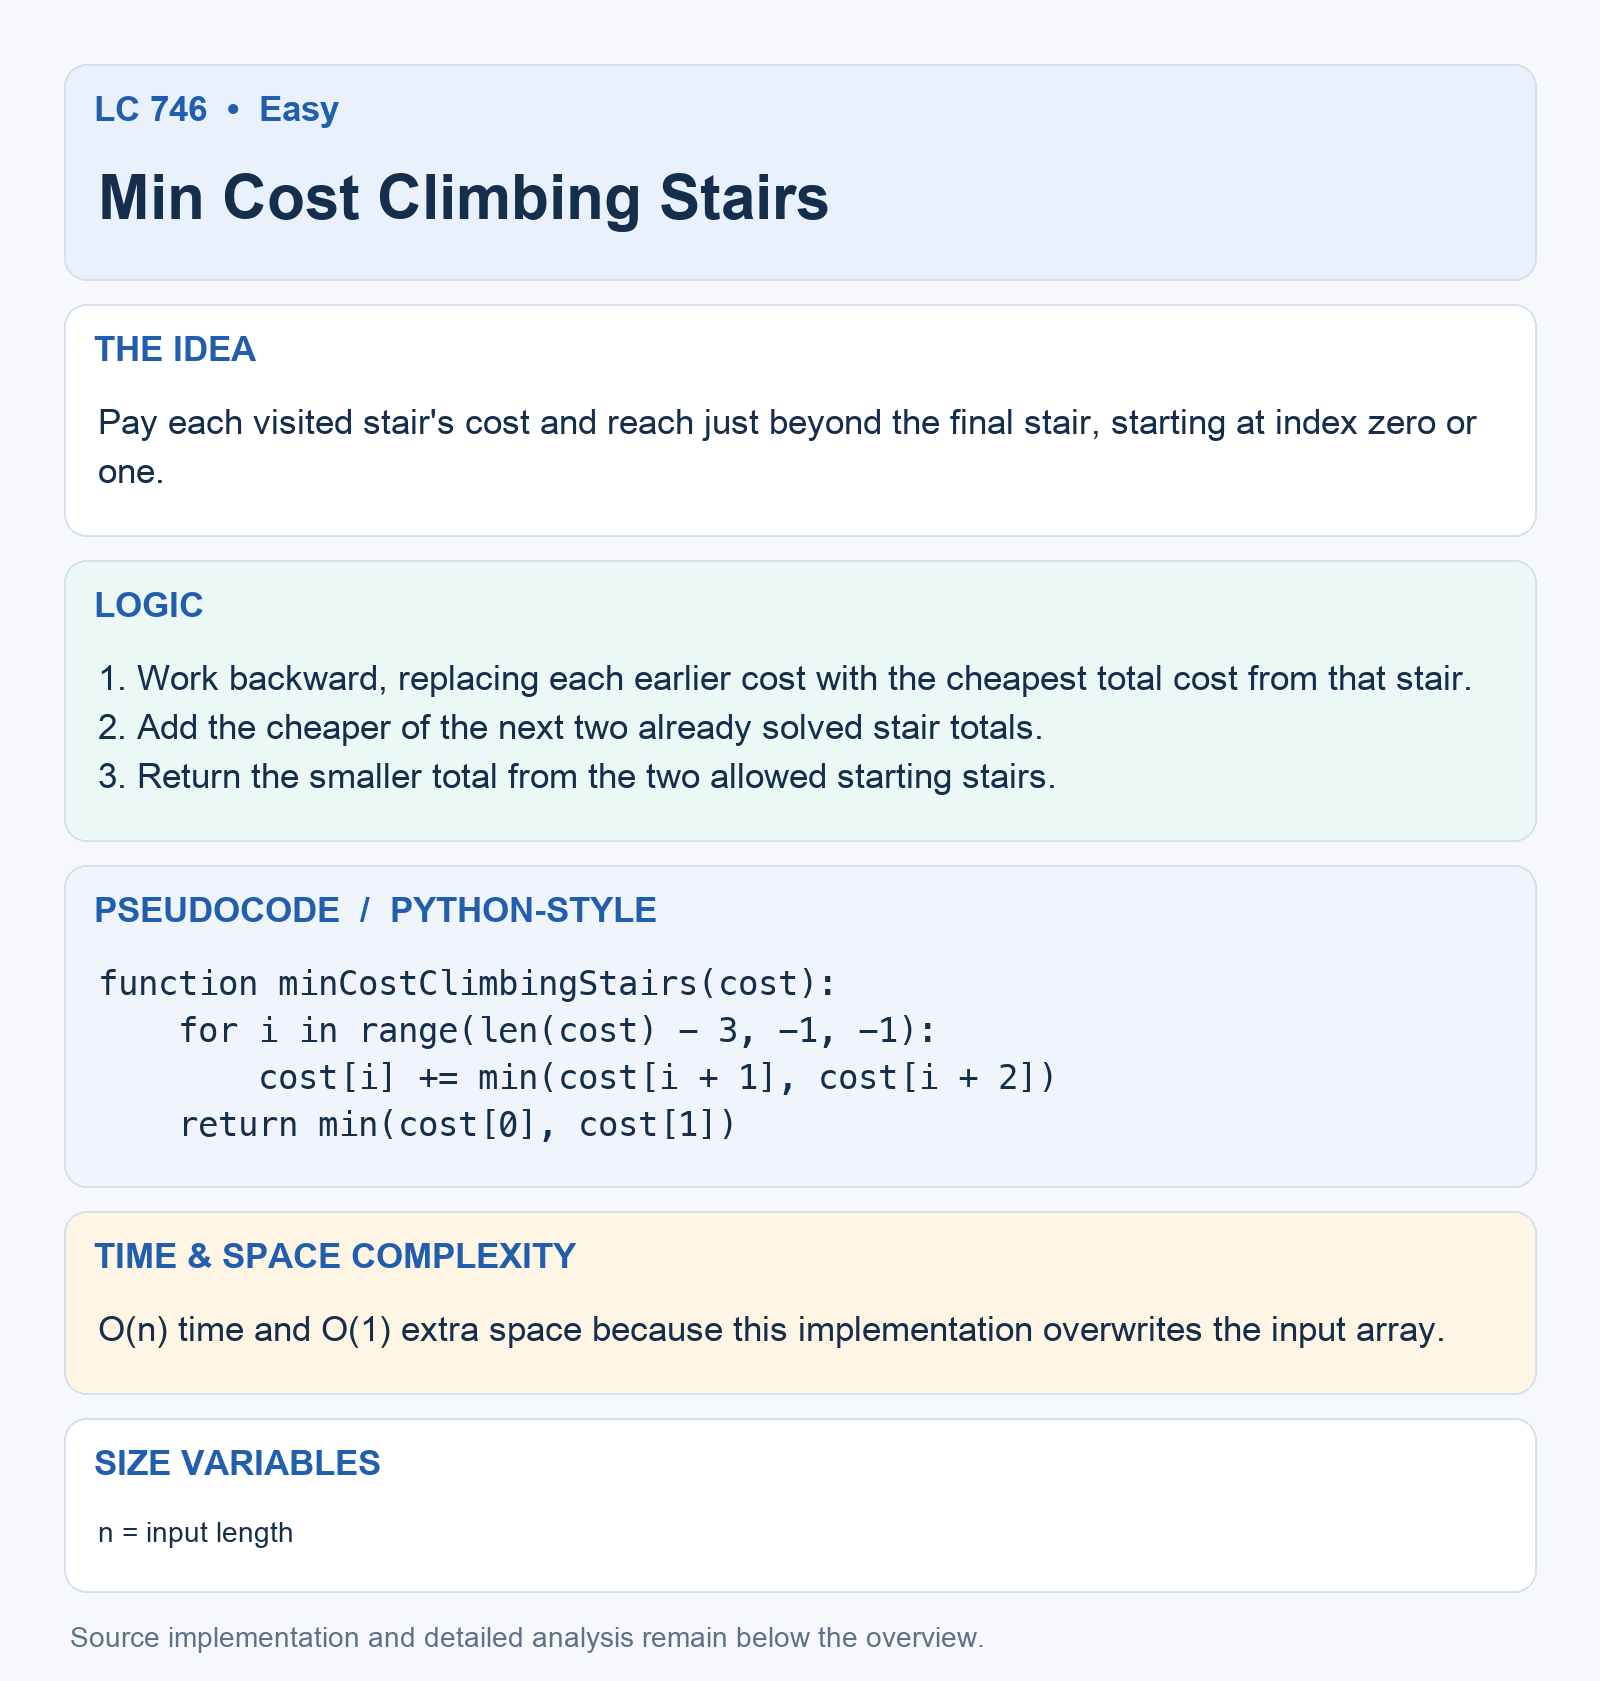 LC 746 • Easy
Min Cost Climbing Stairs
THE IDEA
Pay each visited stair's cost and reach just beyond the final stair, starting at index zero or
one.
LOGIC
1. Work backward, replacing each earlier cost with the cheapest total cost from that stair.
2. Add the cheaper of the next two already solved stair totals.
3. Return the smaller total from the two allowed starting stairs.
PSEUDOCODE / PYTHON-STYLE
function minCostClimbingStairs(cost):
    for i in range(len(cost) − 3, −1, −1):
        cost[i] += min(cost[i + 1], cost[i + 2])
    return min(cost[0], cost[1])
TIME & SPACE COMPLEXITY
O(n) time and O(1) extra space because this implementation overwrites the input array.
SIZE VARIABLES
n = input length
Source implementation and detailed analysis remain below the overview.